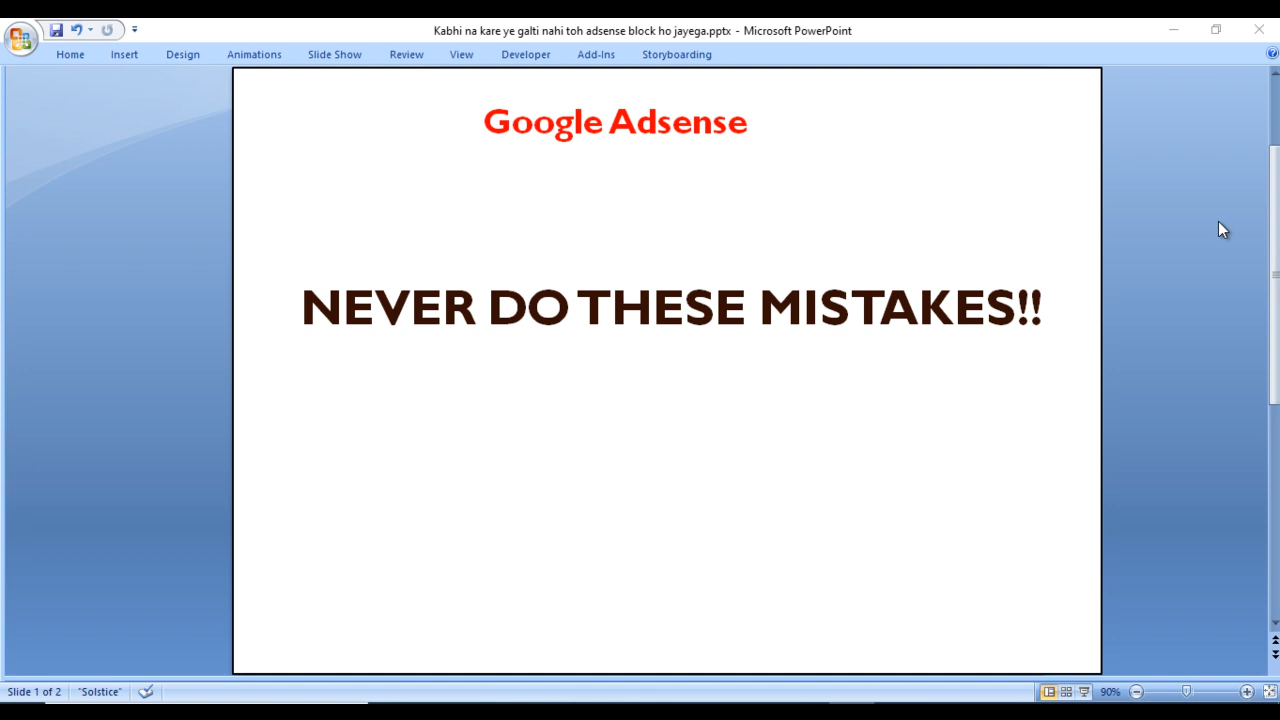 Kabhi na kare ye galti nahi toh adsense block ho jayega.pptx - Microsoft PowerPoint
Home Insert Design Animations Slide Show Review View Developer Add-Ins Storyboarding
Google Adsense
NEVER DO THESE MISTAKES!!
Slide 1 of 2 "Solstice" 90%